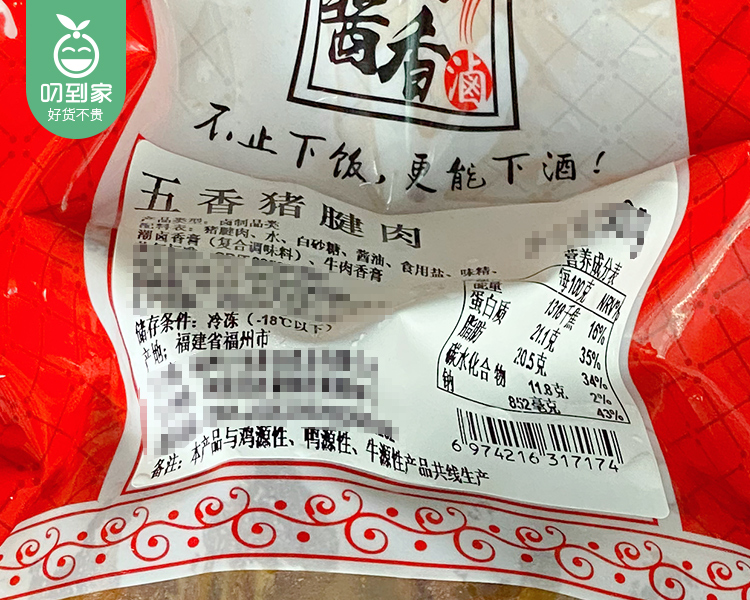 叨到家
好货不贵
酱香
卤
不止下饭,更能下酒!
五香猪腱肉
产品类型:卤制品类
配料表:猪腱肉、水、白砂糖、酱油、食用盐、味精、
潮卤香膏(复合调味料)、牛肉香膏
储存条件:冷冻(-18℃以下)
产地:福建省福州市
备注:本产品与鸡源性、鸭源性、牛源性产品共线生产
营养成分表
每100克 NRV%
能量 1318千焦 16%
蛋白质 21.1克 35%
脂肪 20.5克 34%
碳水化合物 11.8克 2%
钠 852毫克 43%
6 974216 317174